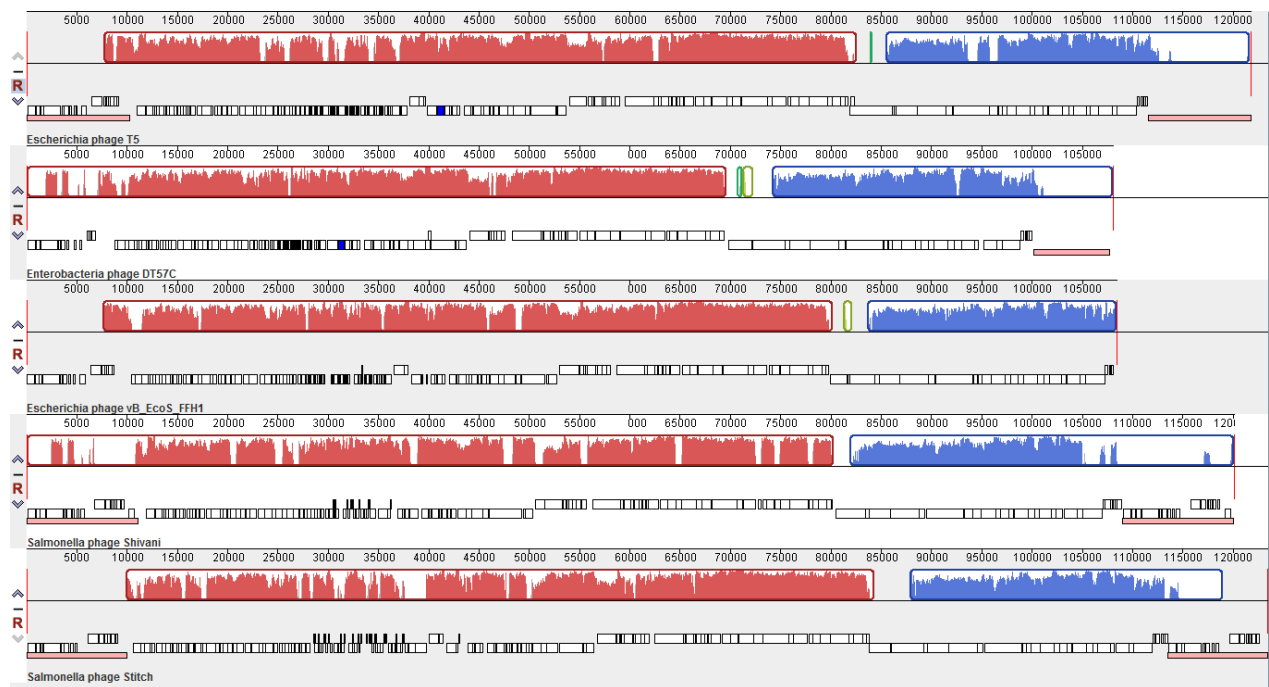 5000 10000 15000 20000 25000 30000 35000 40000 45000 50000 55000 60000 65000 70000 75000 80000 85000 90000 95000 100000 105000 110000 115000 120000
R
Escherichia phage T5
5000 10000 15000 20000 25000 30000 35000 40000 45000 50000 55000 000 65000 70000 75000 80000 85000 90000 95000 100000 105000
R
Enterobacteria phage DT57C
5000 10000 15000 20000 25000 30000 35000 40000 45000 50000 55000 000 65000 70000 75000 80000 85000 90000 95000 100000 105000
R
Escherichia phage vB_EcoS_FFH1
5000 10000 15000 20000 25000 30000 35000 40000 45000 50000 55000 60000 65000 70000 75000 80000 85000 90000 95000 100000 105000 110000 115000 120
R
Salmonella phage Shivani
5000 10000 15000 20000 25000 30000 35000 40000 45000 50000 55000 60000 65000 70000 75000 80000 85000 90000 95000 100000 105000 110000 115000 120000
R
Salmonella phage Stitch